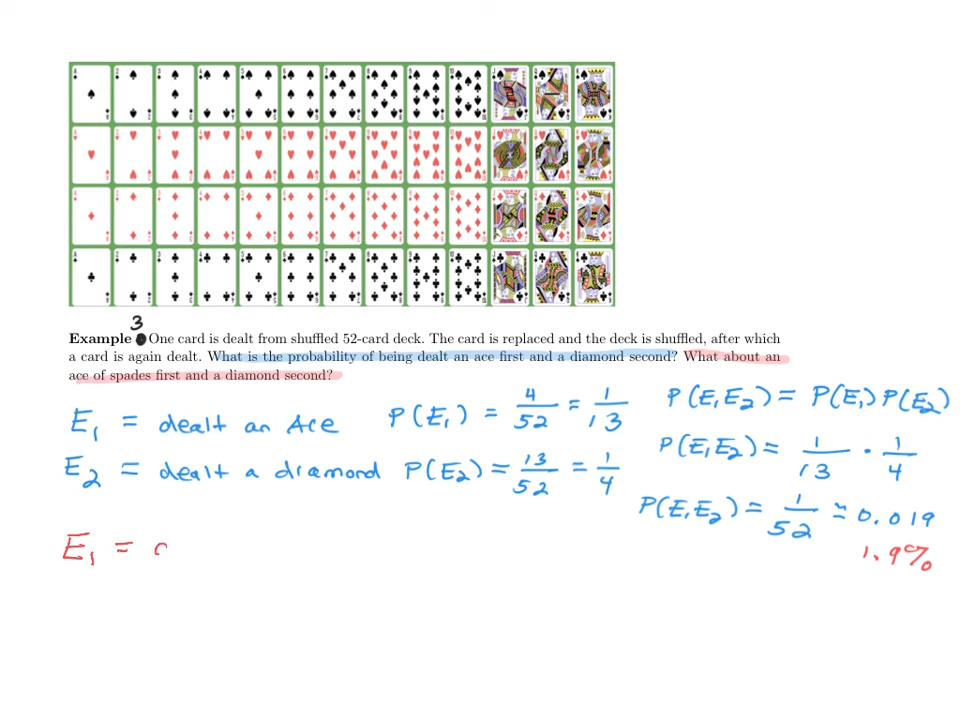 3
Example One card is dealt from shuffled 52-card deck. The card is replaced and the deck is shuffled, after which
a card is again dealt. What is the probability of being dealt an ace first and a diamond second? What about an
ace of spades first and a diamond second?
E₁ = dealt an Ace P(E₁) = 4/52 = 1/13 P(E₁E₂) = P(E₁)P(E₂)
E₂ = dealt a diamond P(E₂) = 13/52 = 1/4 P(E₁E₂) = 1/13 · 1/4
P(E₁E₂) = 1/52 ≈ 0.019
1.9%
E₁ =